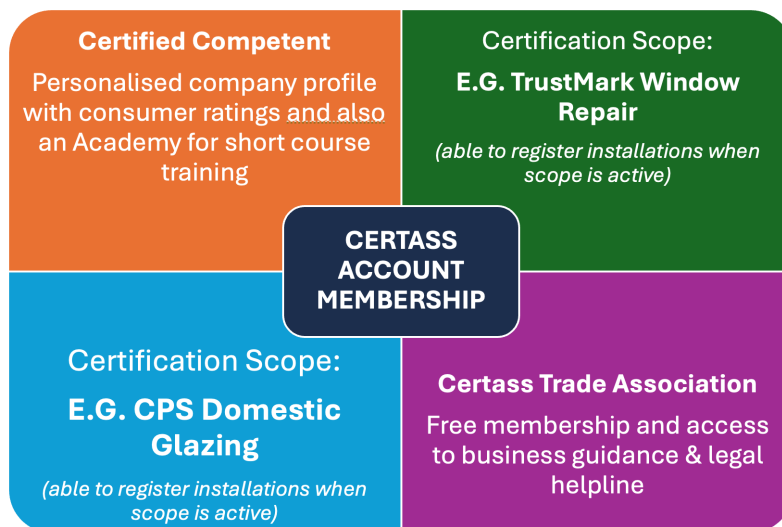 Certified Competent
Personalised company profile
with consumer ratings and also
an Academy for short course
training
Certification Scope:
E.G. TrustMark Window
Repair
(able to register installations when
scope is active)
CERTASS
ACCOUNT
MEMBERSHIP
Certification Scope:
E.G. CPS Domestic
Glazing
(able to register installations when
scope is active)
Certass Trade Association
Free membership and access
to business guidance & legal
helpline